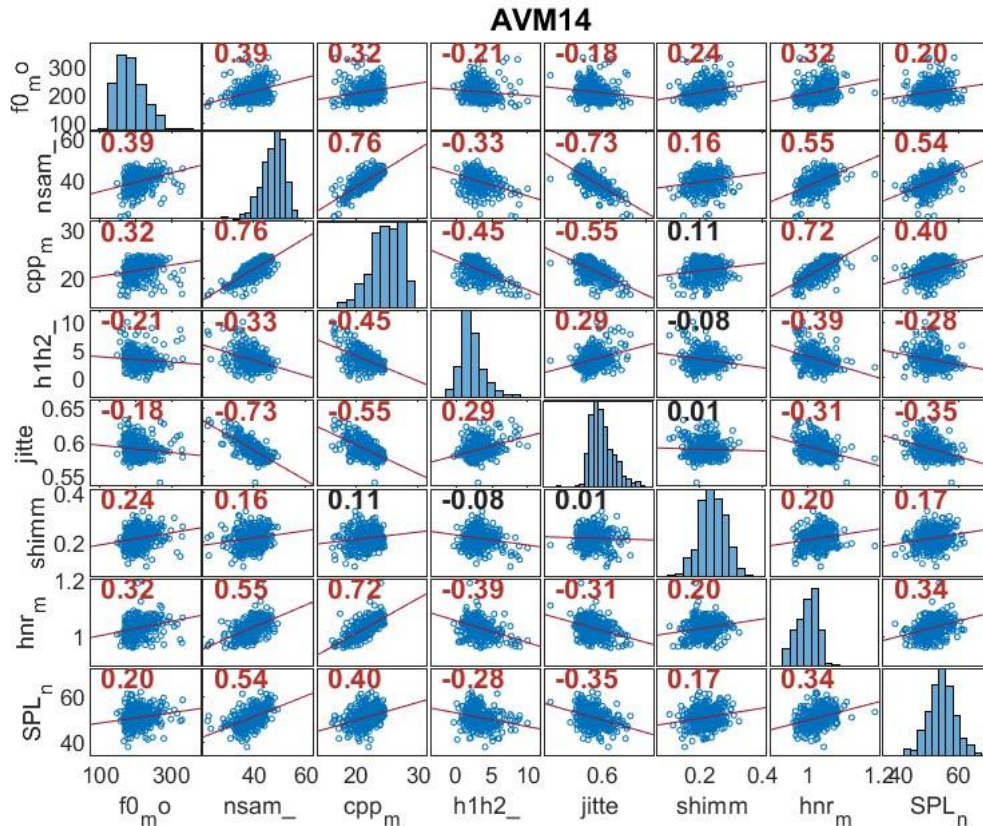 AVM14
0.39 0.32 -0.21 -0.18 0.24 0.32 0.20
f0_mo 300 200 100
0.39 0.76 -0.33 -0.73 0.16 0.55 0.54
nsam_ 60 40
0.32 0.76 -0.45 -0.55 0.11 0.72 0.40
cpp_m 30 20
-0.21 -0.33 -0.45 0.29 -0.08 -0.39 -0.28
h1h2_ 10 5 0
-0.18 -0.73 -0.55 0.29 0.01 -0.31 -0.35
jitte 0.65 0.6 0.55
0.24 0.16 0.11 -0.08 0.01 0.20 0.17
shimm 0.4 0.2
0.32 0.55 0.72 -0.39 -0.31 0.20 0.34
hnr_m 1.2 1
0.20 0.54 0.40 -0.28 -0.35 0.17 0.34
SPL_n 60 40
100 300 40 60 20 30 0 5 10 0.6 0.2 0.4 1 1.2 40 60
f0_mo nsam_ cpp_m h1h2_ jitte shimm hnr_m SPL_n